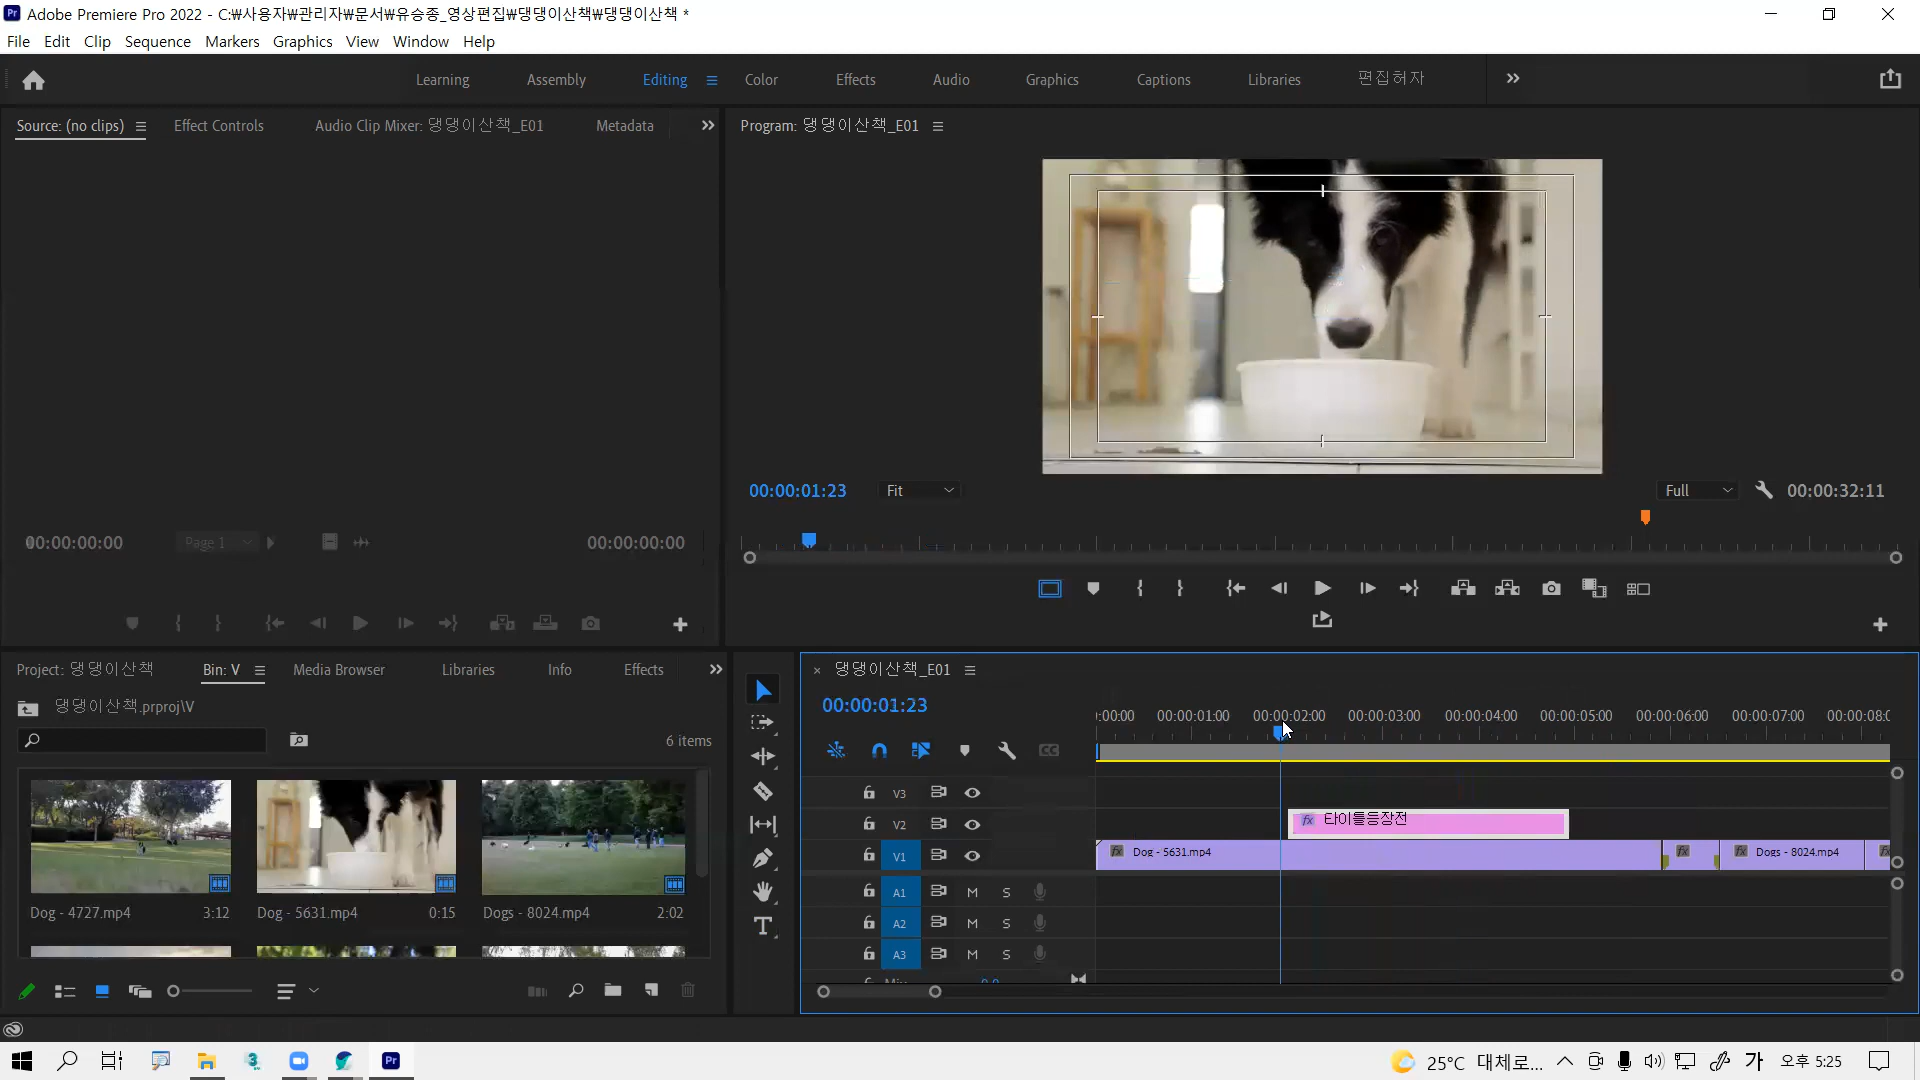 Adobe Premiere Pro 2022 - C:₩사용자₩관리자₩문서₩유승종_영상편집₩댕댕이산책₩댕댕이산책 *
File Edit Clip Sequence Markers Graphics View Window Help
Learning Assembly Editing Color Effects Audio Graphics Captions Libraries 편집허자
Source: (no clips) Effect Controls Audio Clip Mixer: 댕댕이산책_E01 Metadata
Program: 댕댕이산책_E01
00:00:01:23 Fit Full 00:00:32:11
00:00:00:00 Page 1 00:00:00:00
Project: 댕댕이산책 Bin: V Media Browser Libraries Info Effects
댕댕이산책.prproj\V
6 items
Dog - 4727.mp4 3:12 Dog - 5631.mp4 0:15 Dogs - 8024.mp4 2:02
댕댕이산책_E01
00:00:01:23
:00:00 00:00:01:00 00:00:02:00 00:00:03:00 00:00:04:00 00:00:05:00 00:00:06:00 00:00:07:00 00:00:08:0
V3
V2 fx 타이틀등장전
V1 fx Dog - 5631.mp4 fx fx Dogs - 8024.mp4 fx
A1 M S
A2 M S
A3 M S
Mix 0.0
25°C 대체로... 가 오후 5:25